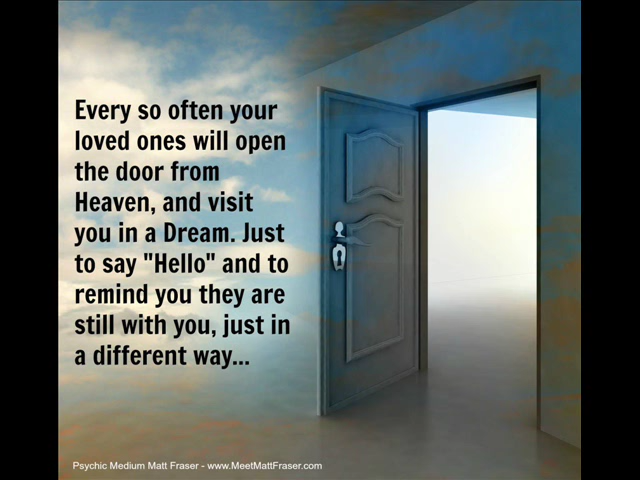 Every so often your
loved ones will open
the door from
Heaven, and visit
you in a Dream. Just
to say "Hello" and to
remind you they are
still with you, just in
a different way...
Psychic Medium Matt Fraser - www.MeetMattFraser.com